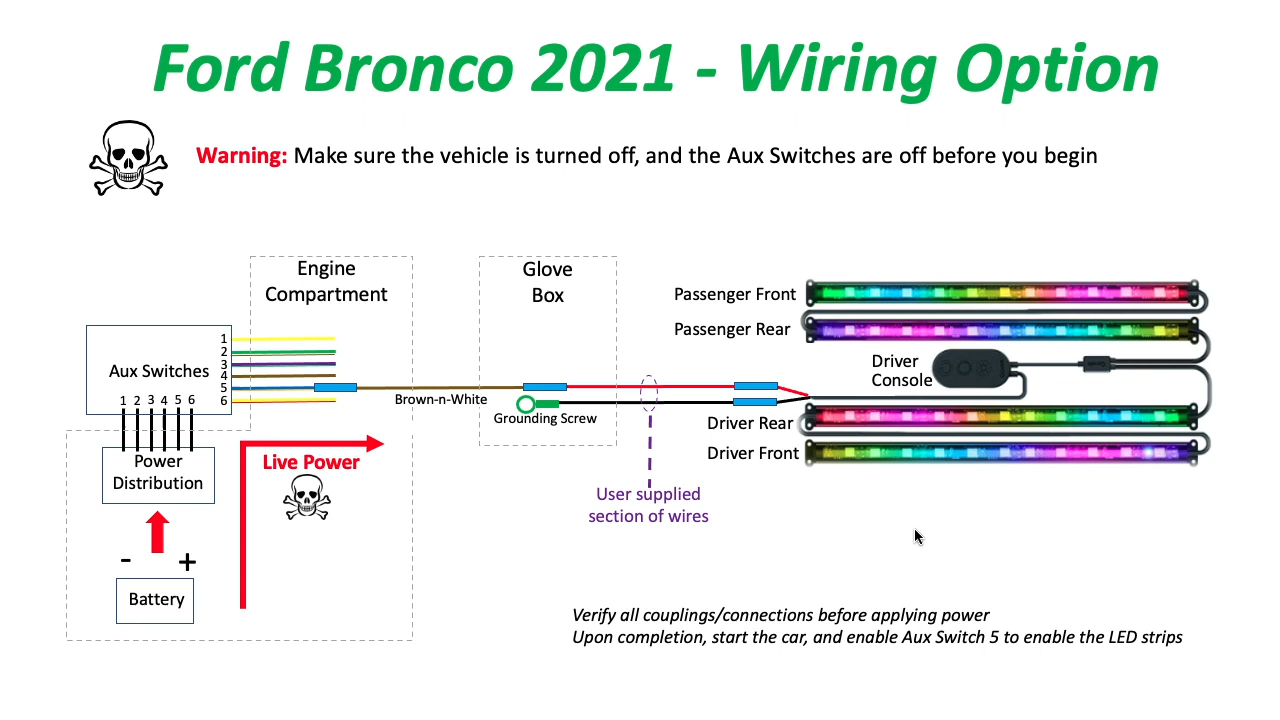 Ford Bronco 2021 - Wiring Option
Warning: Make sure the vehicle is turned off, and the Aux Switches are off before you begin
Engine
Compartment
Glove
Box
Passenger Front
Passenger Rear
Driver
Console
Driver Rear
Driver Front
Aux Switches
1
2
3
4
5
6
1 2 3 4 5 6
Brown-n-White
Grounding Screw
Power
Distribution
Live Power
User supplied
section of wires
- +
Battery
Verify all couplings/connections before applying power
Upon completion, start the car, and enable Aux Switch 5 to enable the LED strips